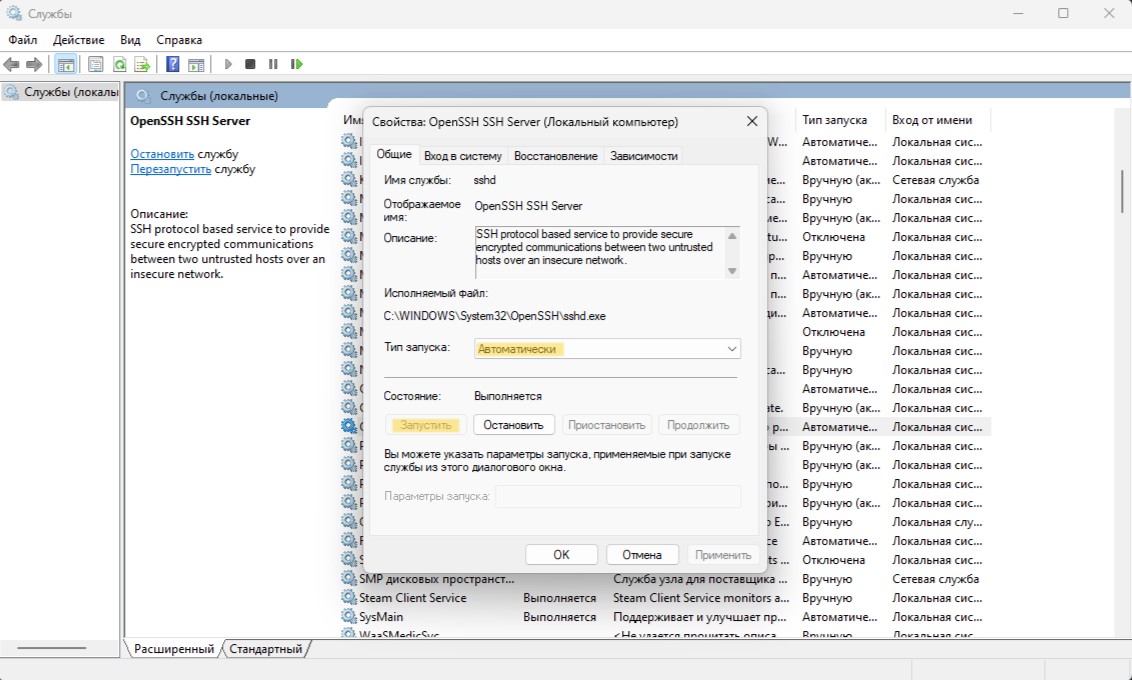 Службы
Файл Действие Вид Справка
Службы (локаль
Службы (локальные)
OpenSSH SSH Server
Остановить службу
Перезапустить службу
Описание:
SSH protocol based service to provide
secure encrypted communications
between two untrusted hosts over an
insecure network.
Тип запуска Вход от имени
Автоматиче... Локальная сис...
Автоматиче... Локальная сис...
Вручную (ак... Сетевая служба
Вручную Локальная сис...
Вручную (ак... Локальная сис...
Отключена Локальная сис...
Вручную Локальная сис...
Автоматиче... Локальная сис...
Вручную (ак... Локальная сис...
Автоматиче... Локальная сис...
Отключена Локальная сис...
Вручную Локальная сис...
Вручную Локальная сис...
Автоматиче... Локальная сис...
Вручную (ак... Локальная сис...
Автоматиче... Локальная сис...
Вручную (ак... Локальная сис...
Вручную (ак... Локальная сис...
Вручную Локальная сис...
Вручную (ак... Локальная сис...
Вручную Локальная слу...
Автоматиче... Локальная сис...
Отключена Локальная сис...
SMP дисковых пространст... Служба узла для поставщика ... Вручную Сетевая служба
Steam Client Service Выполняется Steam Client Service monitors a... Вручную Локальная сис...
SysMain Выполняется Поддерживает и улучшает пр... Автоматиче... Локальная сис...
WaaSMedicSvc <Не удается прочитать описа... Вручную Локальная сис...
Свойства: OpenSSH SSH Server (Локальный компьютер)
Общие Вход в систему Восстановление Зависимости
Имя службы: sshd
Отображаемое
имя: OpenSSH SSH Server
Описание: SSH protocol based service to provide secure
encrypted communications between two untrusted
hosts over an insecure network.
Исполняемый файл:
C:\WINDOWS\System32\OpenSSH\sshd.exe
Тип запуска: Автоматически
Состояние: Выполняется
Запустить Остановить Приостановить Продолжить
Вы можете указать параметры запуска, применяемые при запуске
службы из этого диалогового окна.
Параметры запуска:
OK Отмена Применить
Расширенный Стандартный